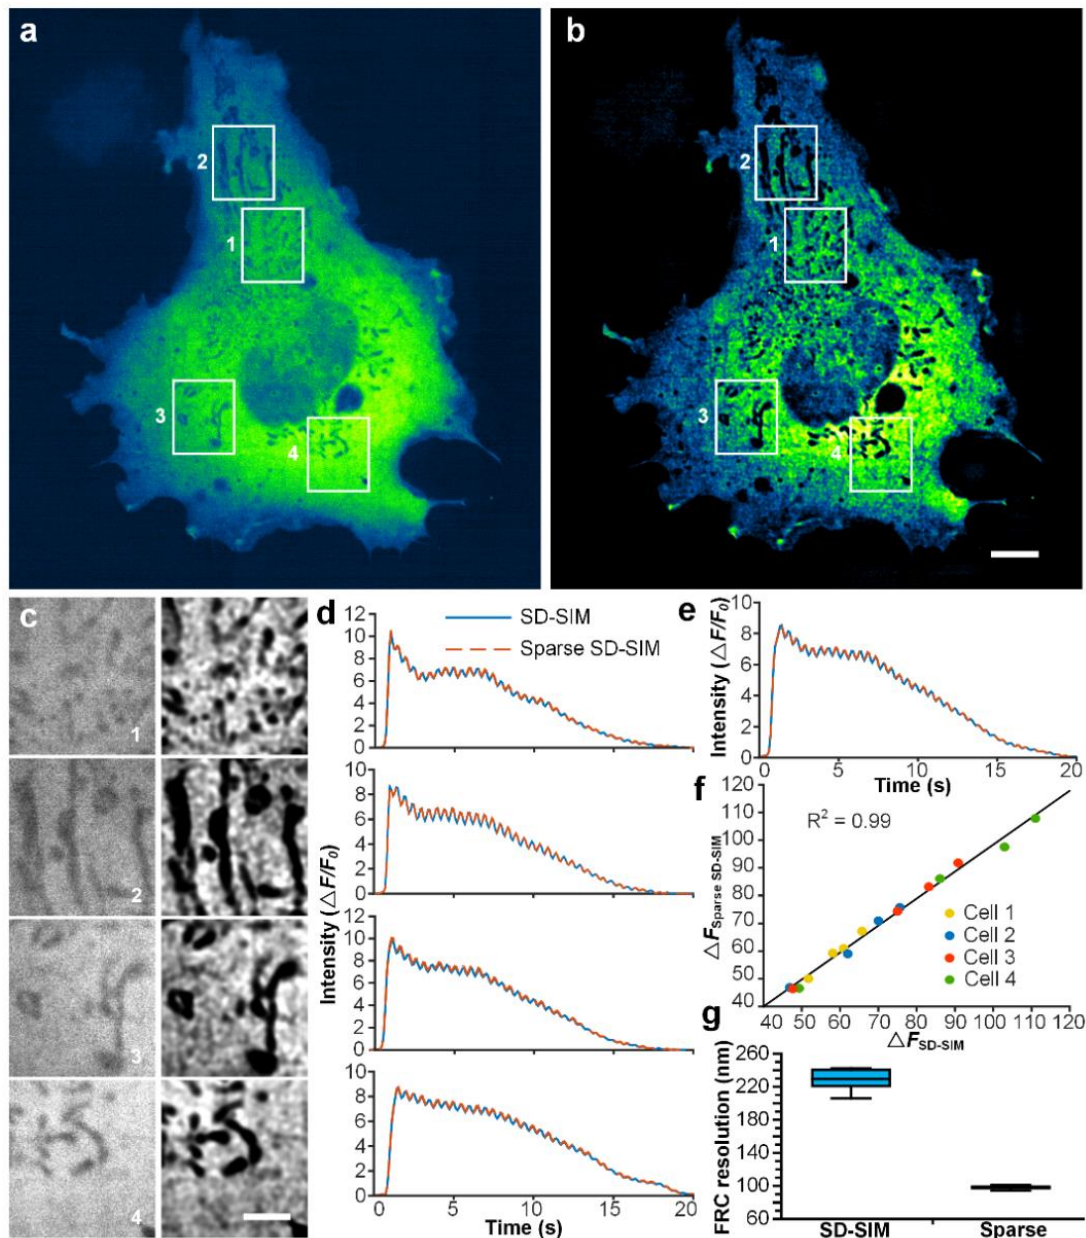 a
2
1
3
4
b
2
1
3
4
c
1
2
3
4
d
SD-SIM
Sparse SD-SIM
12
10
8
6
4
2
0
10
8
6
4
2
0
12
10
8
6
4
2
0
10
8
6
4
2
0
Intensity (△F/F0)
0 5 10 15 20
Time (s)
e
10
8
6
4
2
0
Intensity (△F/F0)
0 5 10 15 20
Time (s)
f
120
110
100
90
80
70
60
50
40
△FSparse SD-SIM
R2 = 0.99
Cell 1
Cell 2
Cell 3
Cell 4
40 50 60 70 80 90 100 110 120
△FSD-SIM
g
260
220
180
140
100
60
FRC resolution (nm)
SD-SIM Sparse